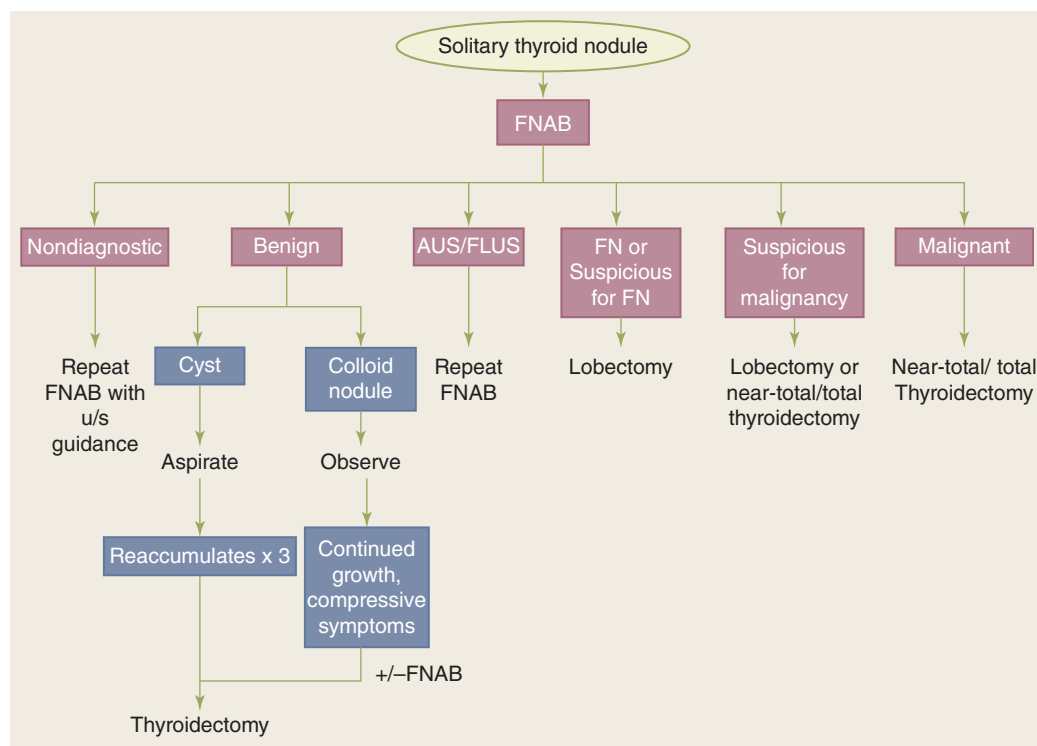 Solitary thyroid nodule
FNAB
Nondiagnostic
Benign
AUS/FLUS
FN or
Suspicious
for FN
Suspicious
for
malignancy
Malignant
Repeat
FNAB with
u/s
guidance
Cyst
Colloid
nodule
Repeat
FNAB
Lobectomy
Lobectomy or
near-total/total
thyroidectomy
Near-total/ total
Thyroidectomy
Aspirate
Observe
Reaccumulates x 3
Continued
growth,
compressive
symptoms
+/–FNAB
Thyroidectomy